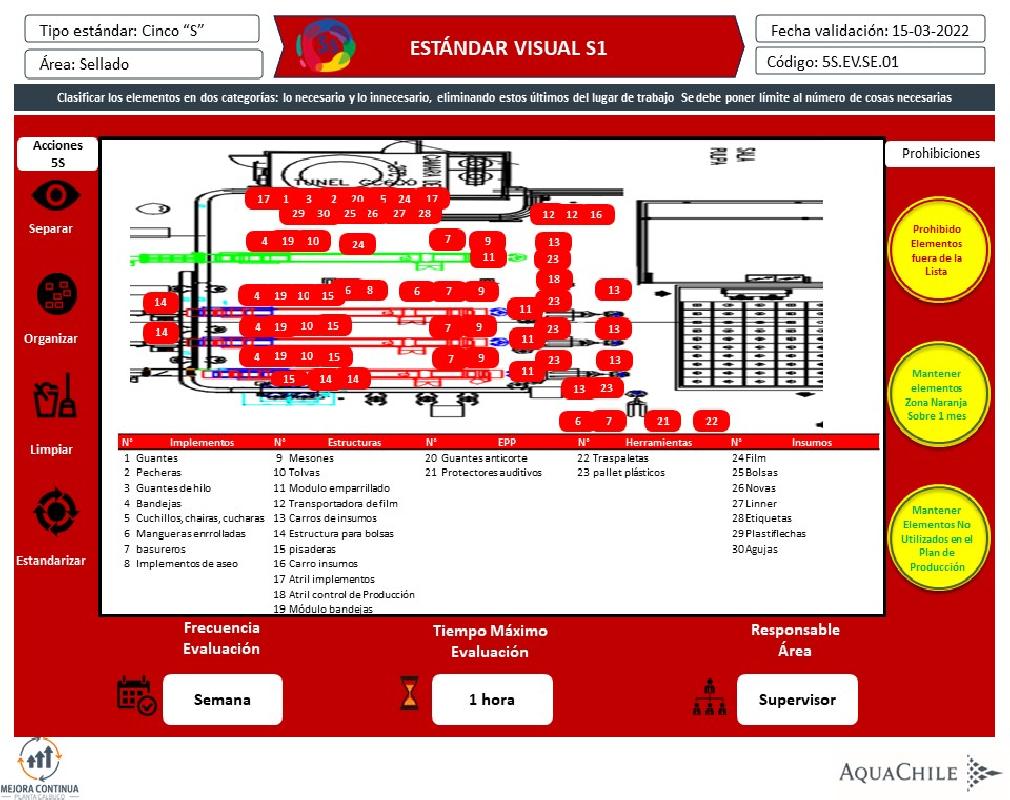 Tipo estándar: Cinco “S”
Área: Sellado
ESTÁNDAR VISUAL S1
Fecha validación: 15-03-2022
Código: 5S.EV.SE.01
Clasificar los elementos en dos categorías: lo necesario y lo innecesario, eliminando estos últimos del lugar de trabajo Se debe poner límite al número de cosas necesarias
Acciones
5S
Separar
Organizar
Limpiar
Estandarizar
SALA
TUNEL
17 1 3 2 20 5 24 17
29 30 25 26 27 28
12 12 16
4 19 10
24
7
9
13
11
23
18
14
4 19 10 15
6 8
6 7 9
11
23
13
14
4 19 10 15
7 9
11
23
13
4 19 10 15
7 9
11
23
13
15 14 14
13 23
6 7
21
22
N° Implementos N° Estructuras N° EPP N° Herramientas N° Insumos
1 Guantes
2 Pecheras
3 Guantes de hilo
4 Bandejas
5 Cuchillos, chairas, cucharas
6 Mangueras enrrolladas
7 basureros
8 Implementos de aseo
9 Mesones
10 Tolvas
11 Modulo emparrillado
12 Transportadora de film
13 Carros de insumos
14 Estructura para bolsas
15 pisaderas
16 Carro insumos
17 Atril implementos
18 Atril control de Producción
19 Módulo bandejas
20 Guantes anticorte
21 Protectores auditivos
22 Traspaletas
23 pallet plásticos
24 Film
25 Bolsas
26 Novas
27 Linner
28 Etiquetas
29 Plastiflechas
30 Agujas
Prohibiciones
Prohibido
Elementos
fuera de la
Lista
Mantener
elementos
Zona Naranja
Sobre 1 mes
Mantener
Elementos No
Utilizados en el
Plan de
Producción
Frecuencia
Evaluación
Semana
Tiempo Máximo
Evaluación
1 hora
Responsable
Área
Supervisor
MEJORA CONTINUA
PLANTA CALBUCO
AQUACHILE